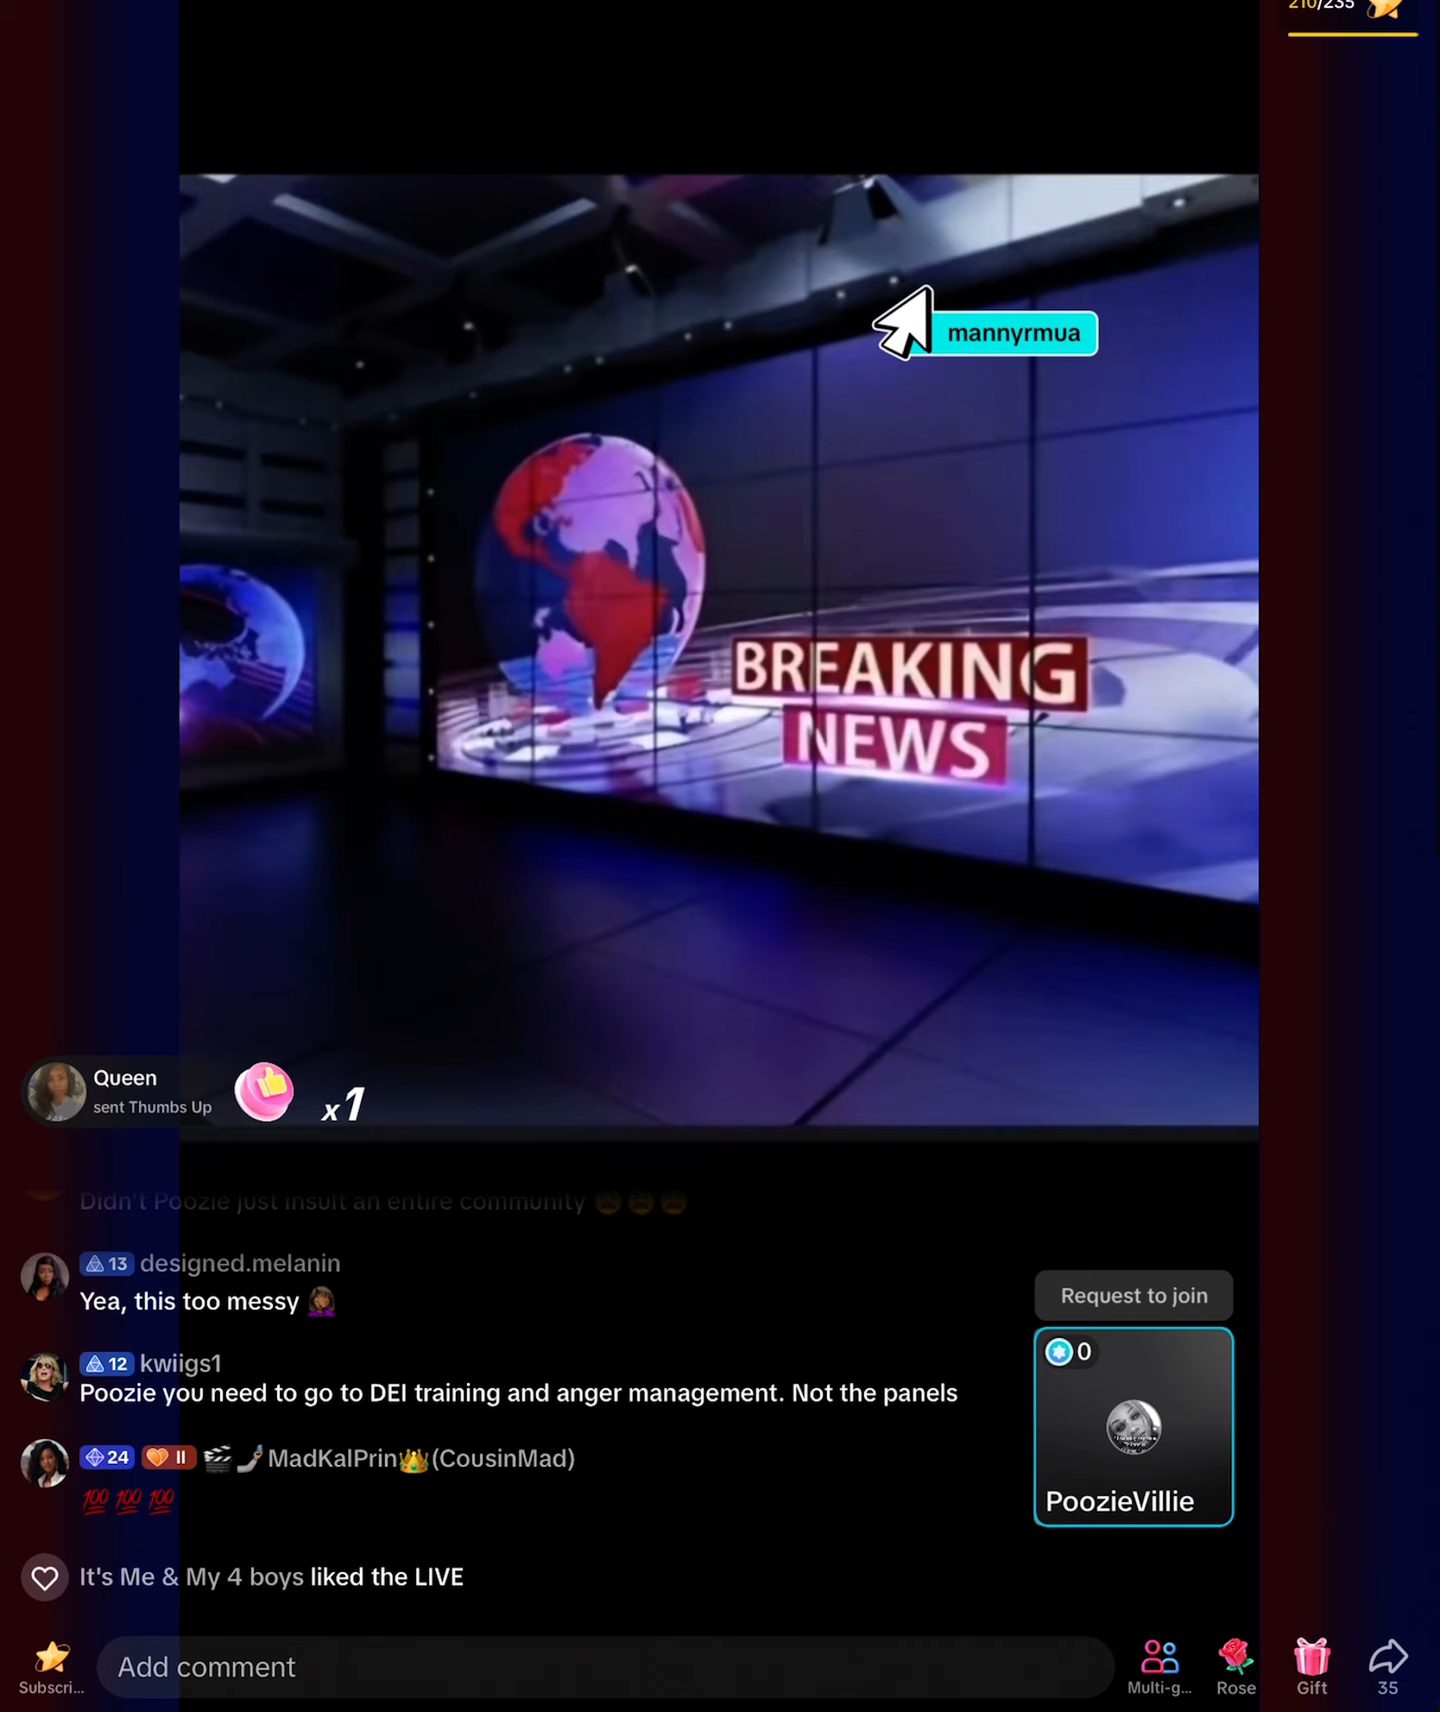 210/235
mannyrmua
BREAKING
NEWS
Queen
sent Thumbs Up
x1
Didn't Poozie just insult an entire community 😩😩😩
13 designed.melanin
Yea, this too messy 🤦🏾‍♀️
Request to join
12 kwiigs1
0
Poozie you need to go to DEI training and anger management. Not the panels
24 II 🎬🤳🏾MadKalPrin👑(CousinMad)
💯💯💯
PoozieVillie
It's Me & My 4 boys liked the LIVE
Add comment
Subscri...
Multi-g...
Rose
Gift
35